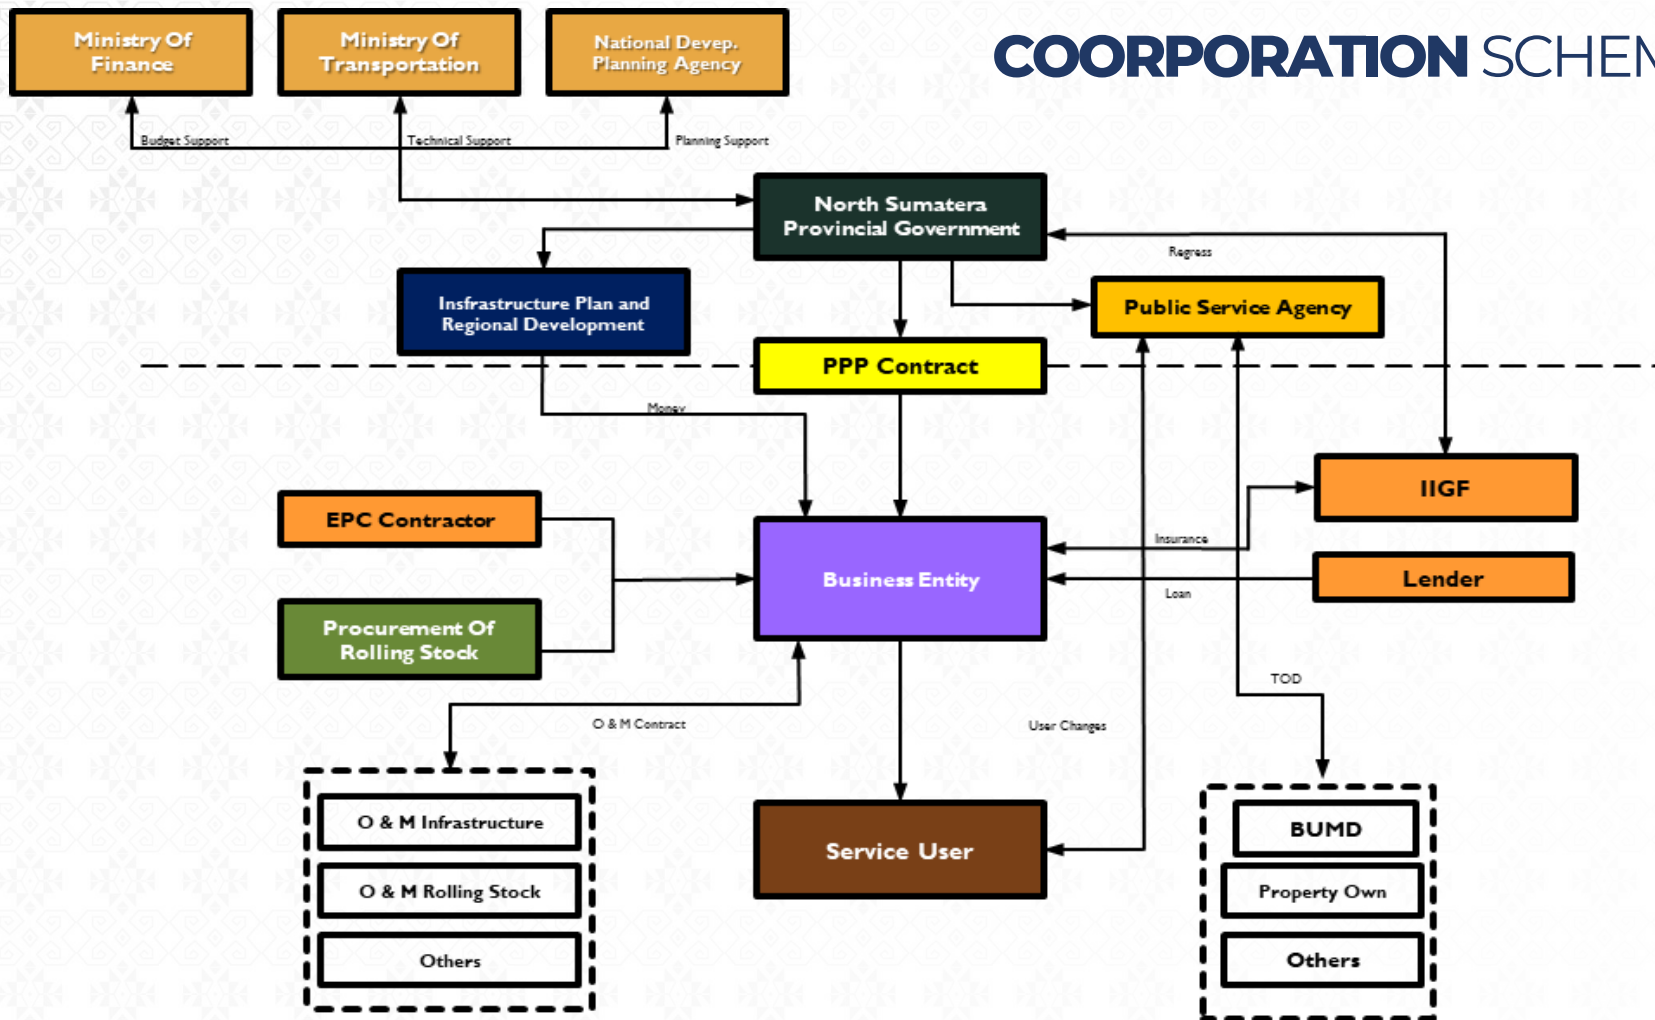 Ministry Of
Finance
Ministry Of
Transportation
National Devep.
Planning Agency
COORPORATION SCHEM
Budget Support
Technical Support
Planning Support
North Sumatera
Provincial Government
Regress
Insfrastructure Plan and
Regional Development
Public Service Agency
PPP Contract
Money
IIGF
EPC Contractor
Insurance
Business Entity
Lender
Loan
Procurement Of
Rolling Stock
TOD
O & M Contract
User Changes
O & M Infrastructure
BUMD
Service User
O & M Rolling Stock
Property Own
Others
Others